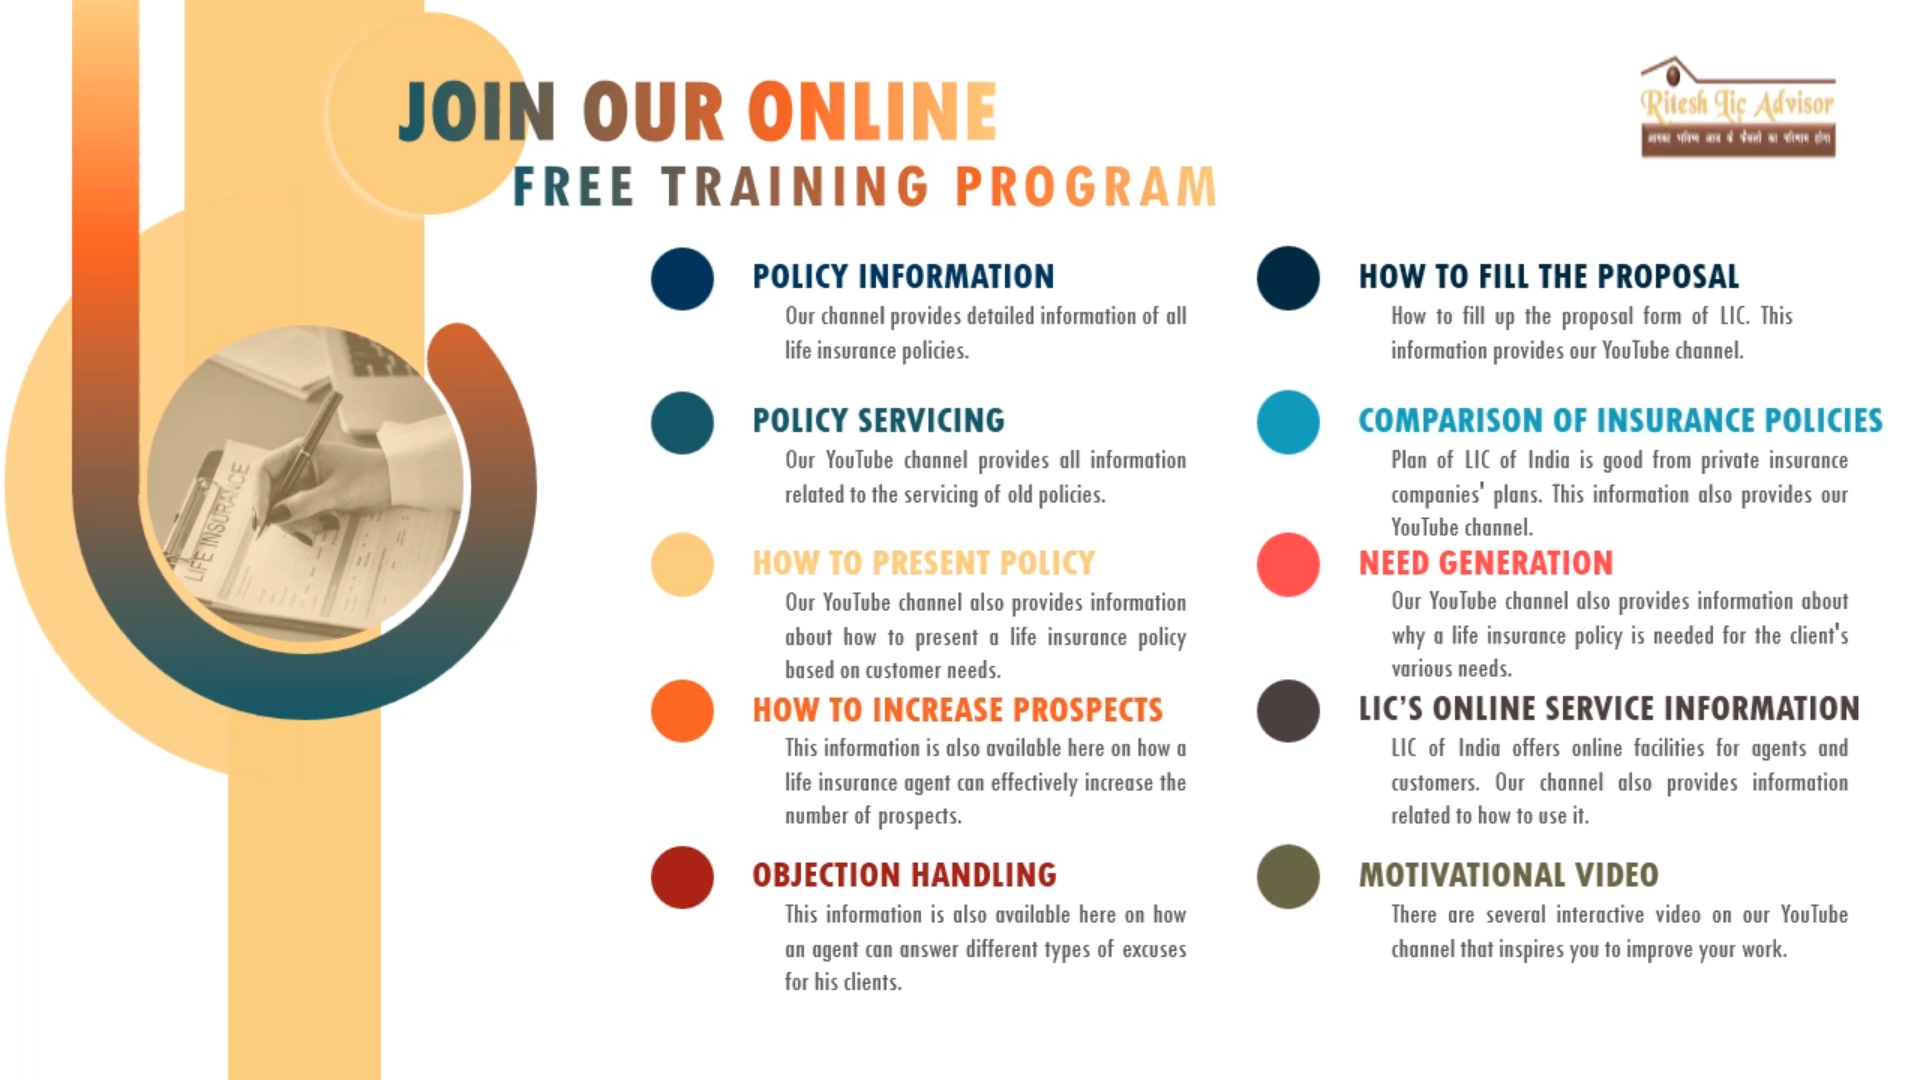 JOIN OUR ONLINE
FREE TRAINING PROGRAM
Ritesh Lic Advisor
आपका भविष्य आज के फैसलों का परिणाम होगा
POLICY INFORMATION
Our channel provides detailed information of all
life insurance policies.
POLICY SERVICING
Our YouTube channel provides all information
related to the servicing of old policies.
HOW TO PRESENT POLICY
Our YouTube channel also provides information
about how to present a life insurance policy
based on customer needs.
HOW TO INCREASE PROSPECTS
This information is also available here on how a
life insurance agent can effectively increase the
number of prospects.
OBJECTION HANDLING
This information is also available here on how
an agent can answer different types of excuses
for his clients.
HOW TO FILL THE PROPOSAL
How to fill up the proposal form of LIC. This
information provides our YouTube channel.
COMPARISON OF INSURANCE POLICIES
Plan of LIC of India is good from private insurance
companies' plans. This information also provides our
YouTube channel.
NEED GENERATION
Our YouTube channel also provides information about
why a life insurance policy is needed for the client's
various needs.
LIC’S ONLINE SERVICE INFORMATION
LIC of India offers online facilities for agents and
customers. Our channel also provides information
related to how to use it.
MOTIVATIONAL VIDEO
There are several interactive video on our YouTube
channel that inspires you to improve your work.
LIFE INSURANCE